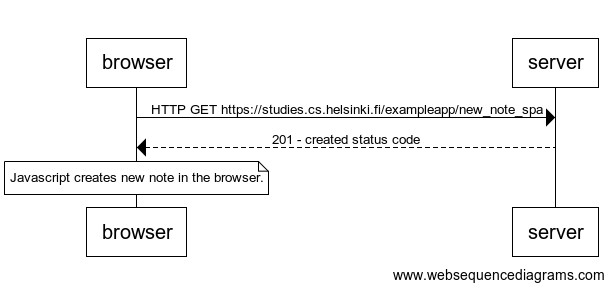 browser
server
HTTP GET https://studies.cs.helsinki.fi/exampleapp/new_note_spa
201 - created status code
Javascript creates new note in the browser.
browser
server
www.websequencediagrams.com